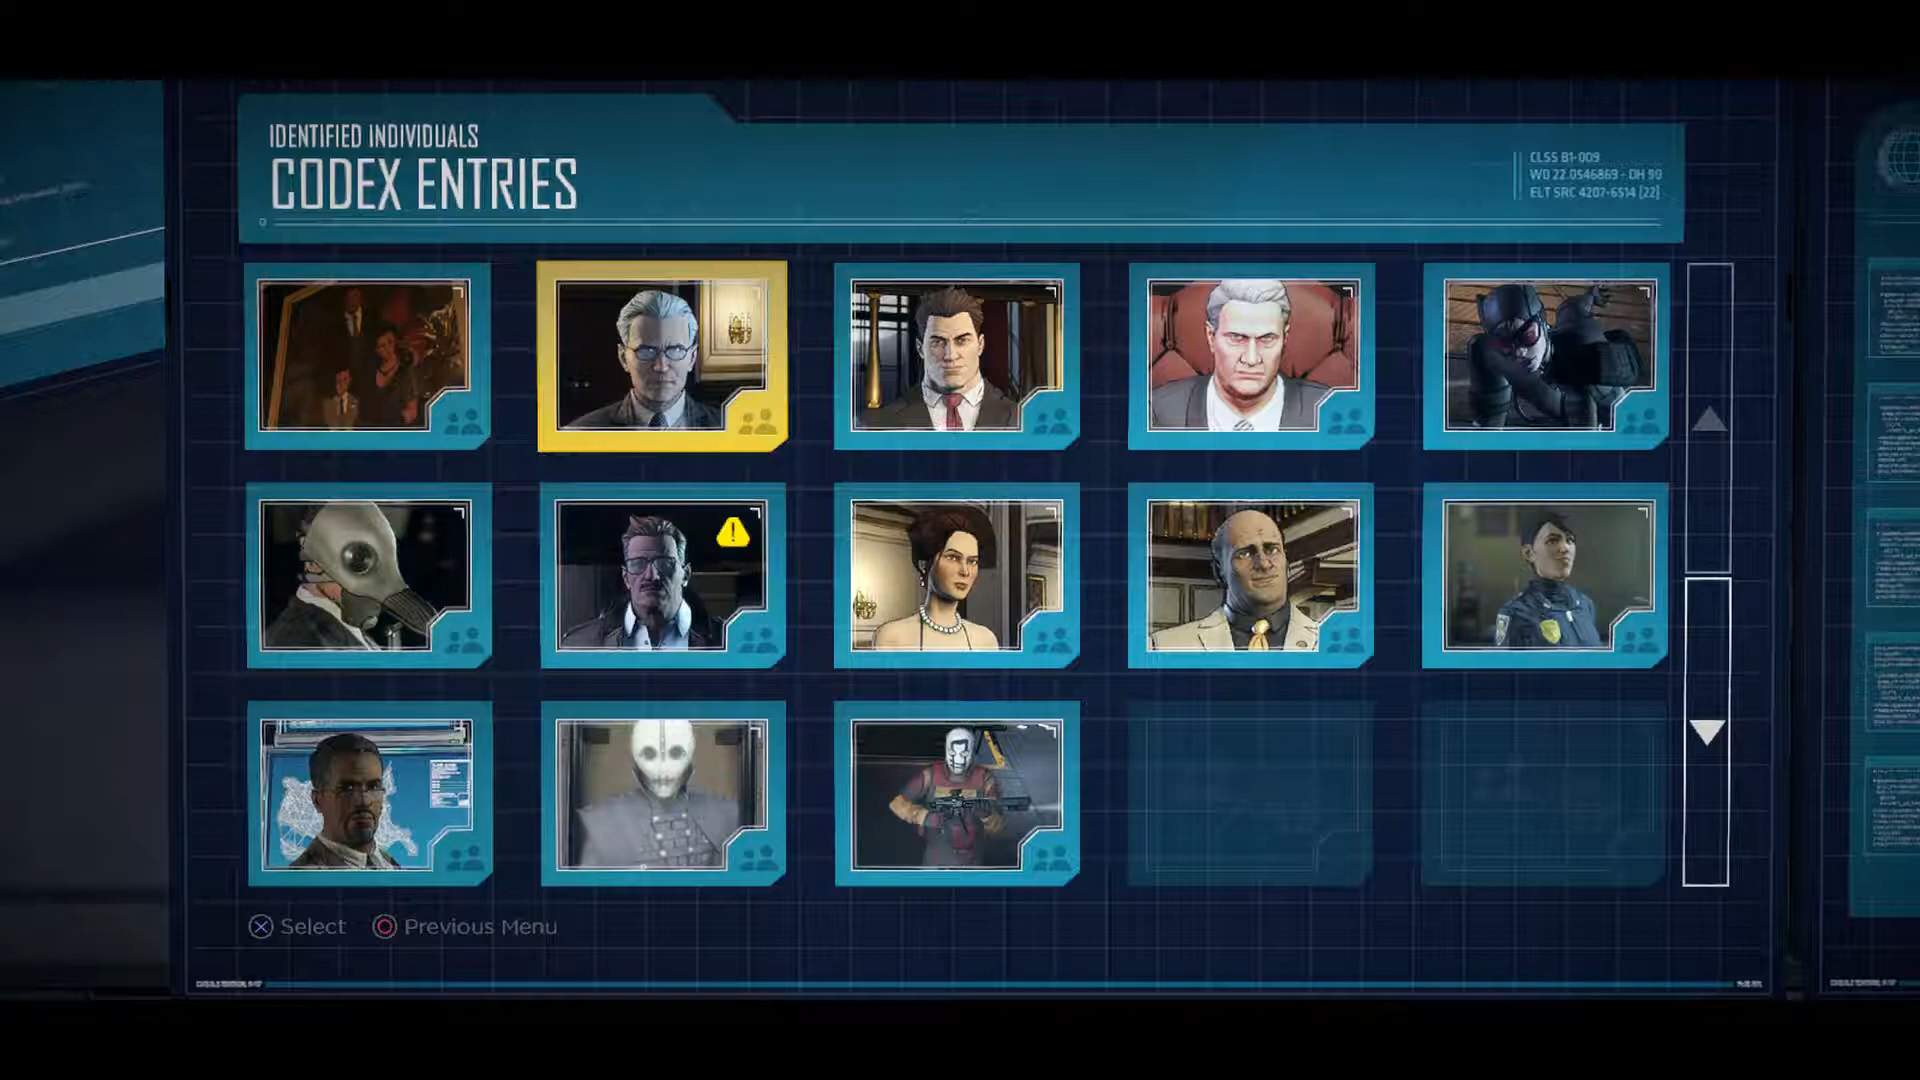 IDENTIFIED INDIVIDUALS
CODEX ENTRIES
CLSS B1-009
WD 22.0546869 - DH 90
ELT SRC 4207-6514 [22]
Select
Previous Menu